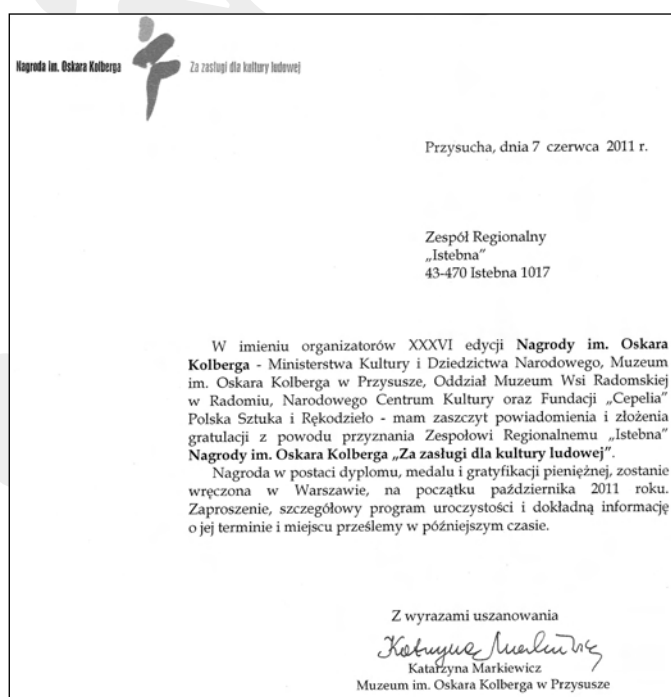 Nagroda im. Oskara Kolberga
Za zasługi dla kultury ludowej
Przysucha, dnia 7 czerwca 2011 r.
Zespół Regionalny
„Istebna”
43-470 Istebna 1017
W imieniu organizatorów XXXVI edycji Nagrody im. Oskara
Kolberga - Ministerstwa Kultury i Dziedzictwa Narodowego, Muzeum
im. Oskara Kolberga w Przysusze, Oddział Muzeum Wsi Radomskiej
w Radomiu, Narodowego Centrum Kultury oraz Fundacji „Cepelia”
Polska Sztuka i Rękodzieło - mam zaszczyt powiadomienia i złożenia
gratulacji z powodu przyznania Zespołowi Regionalnemu „Istebna”
Nagrody im. Oskara Kolberga „Za zasługi dla kultury ludowej”.
Nagroda w postaci dyplomu, medalu i gratyfikacji pieniężnej, zostanie
wręczona w Warszawie, na początku października 2011 roku.
Zaproszenie, szczegółowy program uroczystości i dokładną informację
o jej terminie i miejscu prześlemy w późniejszym czasie.
Z wyrazami uszanowania
Katarzyna Markiewicz
Katarzyna Markiewicz
Muzeum im. Oskara Kolberga w Przysusze